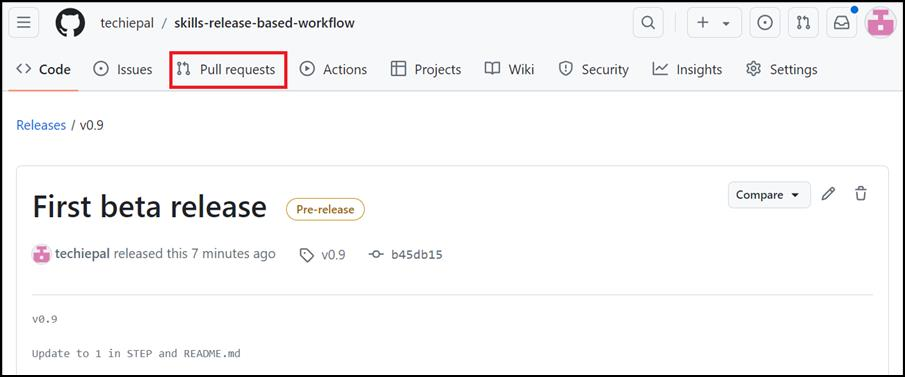 techiepal / skills-release-based-workflow
Code Issues Pull requests Actions Projects Wiki Security Insights Settings
Releases / v0.9
First beta release Pre-release Compare
techiepal released this 7 minutes ago v0.9 b45db15
v0.9
Update to 1 in STEP and README.md